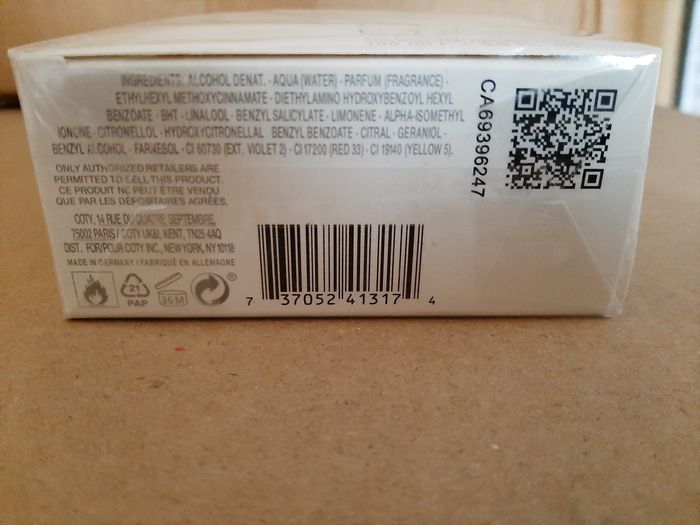 INGREDIENTS: ALCOHOL DENAT. · AQUA (WATER) · PARFUM (FRAGRANCE) ·
ETHYLHEXYL METHOXYCINNAMATE · DIETHYLAMINO HYDROXYBENZOYL HEXYL
BENZOATE · BHT · LINALOOL · BENZYL SALICYLATE · LIMONENE · ALPHA-ISOMETHYL
IONONE · CITRONELLOL · HYDROXYCITRONELLAL BENZYL BENZOATE · CITRAL · GERANIOL ·
BENZYL ALCOHOL · FARNESOL · CI 60730 (EXT. VIOLET 2) · CI 17200 (RED 33) · CI 19140 (YELLOW 5).
ONLY AUTHORIZED RETAILERS ARE
PERMITTED TO SELL THIS PRODUCT.
CE PRODUIT NE PEUT ÊTRE VENDU
QUE PAR LES DÉPOSITAIRES AGRÉÉS.
COTY, 14 RUE DU QUATRE SEPTEMBRE,
75002 PARIS / COTY UK&I, KENT, TN25 4AQ
DIST. FOR/POUR COTY INC., NEW YORK, NY 10118
MADE IN GERMANY / FABRIQUÉ EN ALLEMAGNE
21
PAP
36M
®
7 37052 41317 4
CA69396247